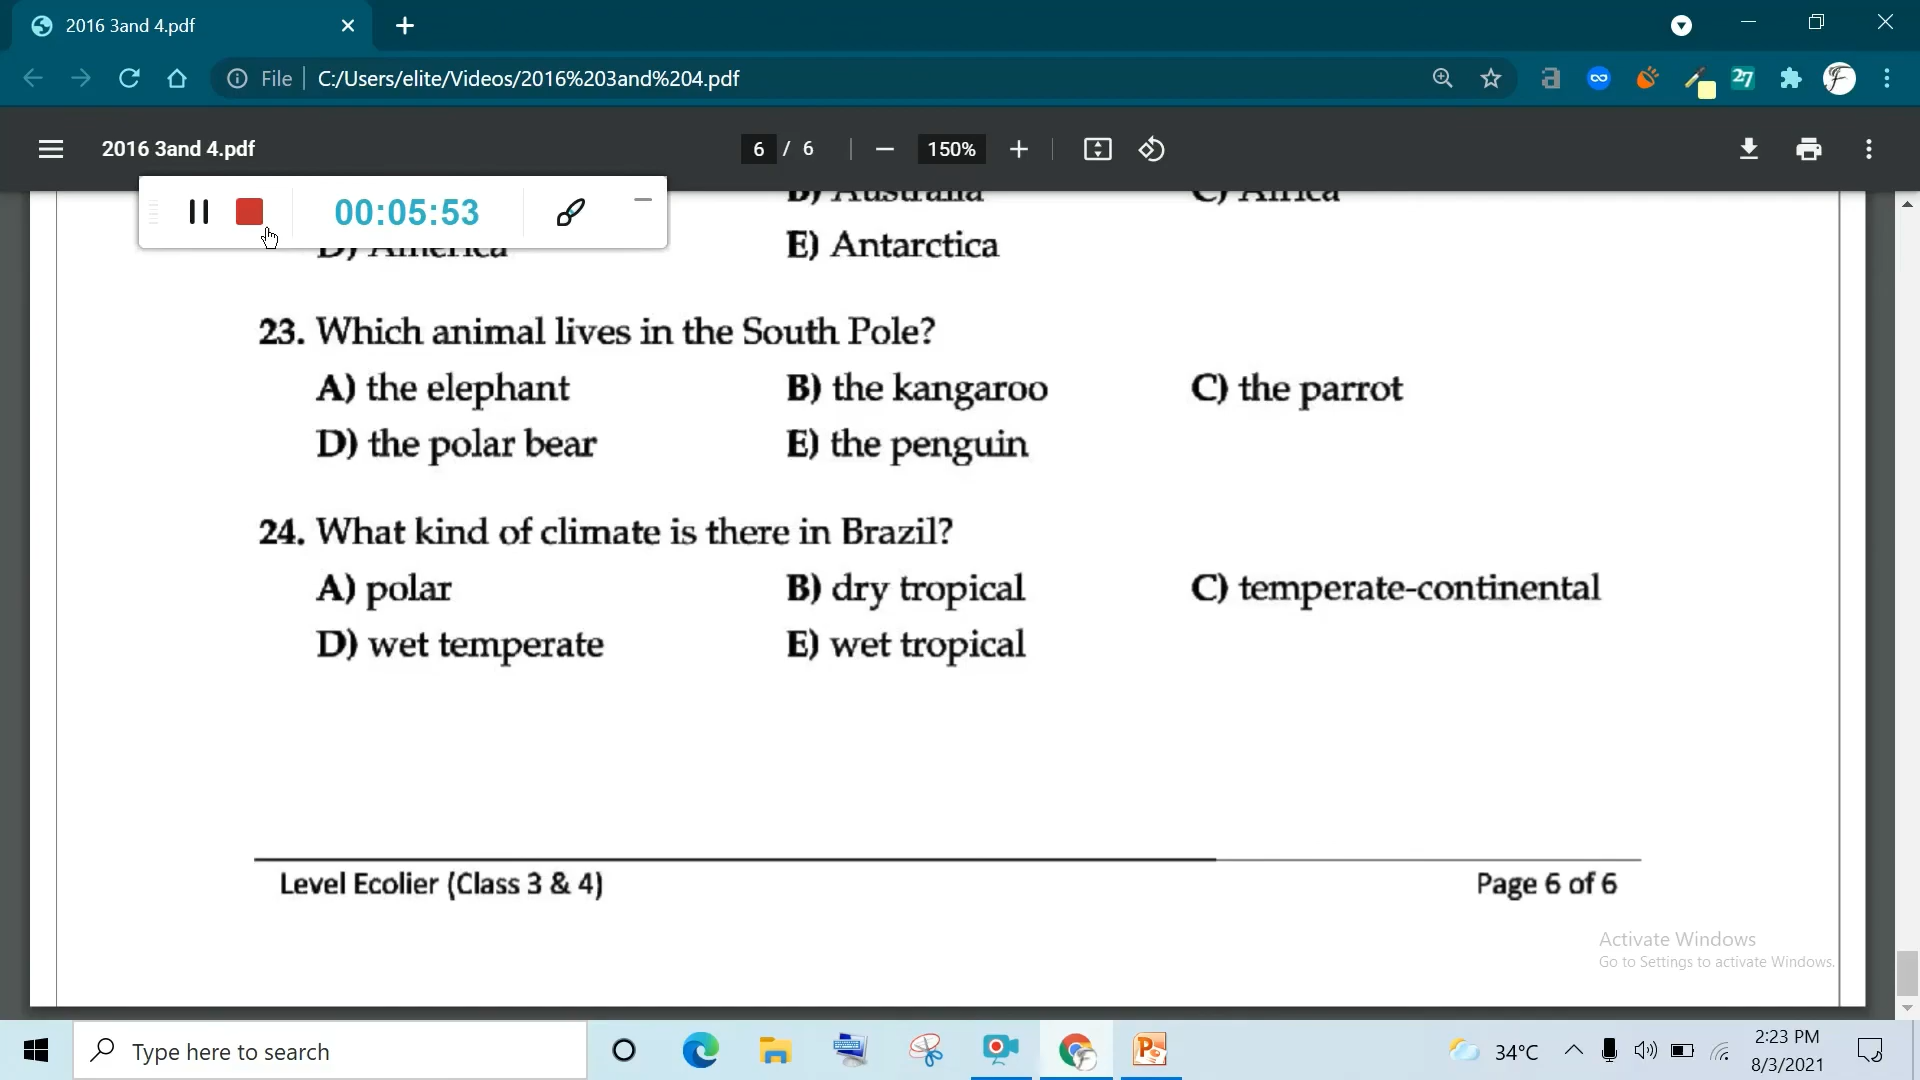 2016 3and 4.pdf
File C:/Users/elite/Videos/2016%203and%204.pdf
27
2016 3and 4.pdf
6 / 6
150%
00:05:53
B) Australia C) Africa
D) America E) Antarctica
23. Which animal lives in the South Pole?
A) the elephant B) the kangaroo C) the parrot
D) the polar bear E) the penguin
24. What kind of climate is there in Brazil?
A) polar B) dry tropical C) temperate-continental
D) wet temperate E) wet tropical
Level Ecolier (Class 3 & 4) Page 6 of 6
Activate Windows
Go to Settings to activate Windows.
Type here to search
34°C
2:23 PM
8/3/2021